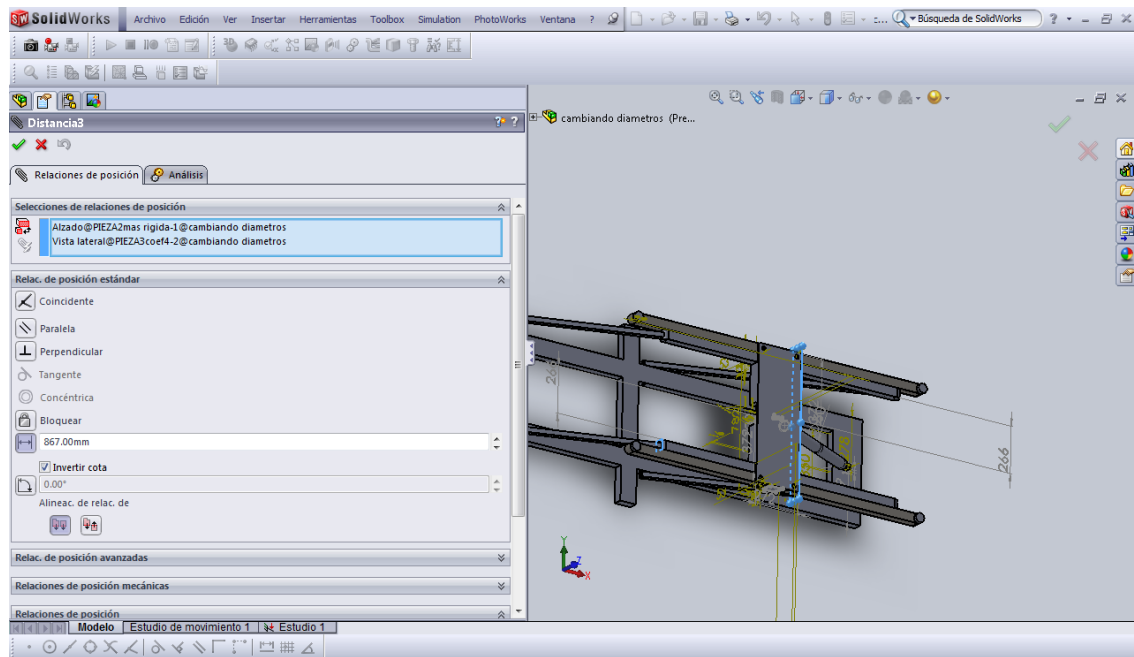 SolidWorks Archivo Edición Ver Insertar Herramientas Toolbox Simulation PhotoWorks Ventana ? Búsqueda de SolidWorks ?
Distancia3
cambiando diametros (Pre...
Relaciones de posición Análisis
Selecciones de relaciones de posición
Alzado@PIEZA2mas rigida-1@cambiando diametros
Vista lateral@PIEZA3coef4-2@cambiando diametros
Relac. de posición estándar
Coincidente
Paralela
Perpendicular
Tangente
Concéntrica
Bloquear
867.00mm
Invertir cota
0.00°
Alineac. de relac. de
266
266
278
Relac. de posición avanzadas
Relaciones de posición mecánicas
Relaciones de posición
Y
Z
X
Modelo Estudio de movimiento 1 Estudio 1